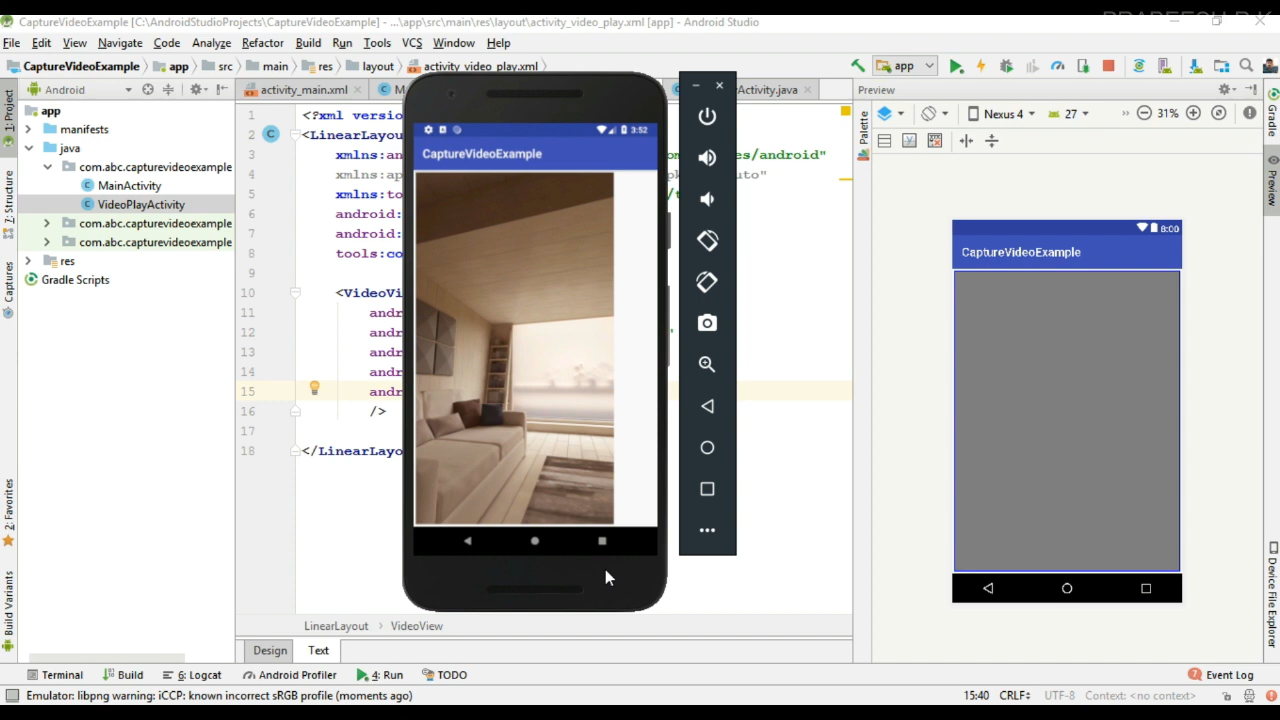 CaptureVideoExample [C:\AndroidStudioProjects\CaptureVideoExample] - ...\app\src\main\res\layout\activity_video_play.xml [app] - Android Studio
File Edit View Navigate Code Analyze Refactor Build Run Tools VCS Window Help
CaptureVideoExample app src main res layout activity_video_play.xml app
Android activity_main.xml Activity.java Preview
Nexus 4 27 31%
1: Project
7: Structure
Captures
2: Favorites
Build Variants
app
manifests
java
com.abc.capturevideoexample
MainActivity
VideoPlayActivity
com.abc.capturevideoexample
com.abc.capturevideoexample
res
Gradle Scripts
1 <?xml versio
2 <LinearLayou
3 xmlns:an es/android"
4 xmlns:ap uto"
5 xmlns:to
6 android:
7 android:
8 tools:co
9
10 <VideoVi
11 andr
12 andr
13 andr
14 andr
15 andr
16 />
17
18 </LinearLayo
3:52
CaptureVideoExample
Palette
8:00
CaptureVideoExample
Gradle
Preview
Device File Explorer
LinearLayout VideoView
Design Text
Terminal Build 6: Logcat Android Profiler 4: Run TODO 7 Event Log
Emulator: libpng warning: iCCP: known incorrect sRGB profile (moments ago) 15:40 CRLF UTF-8 Context: <no context>